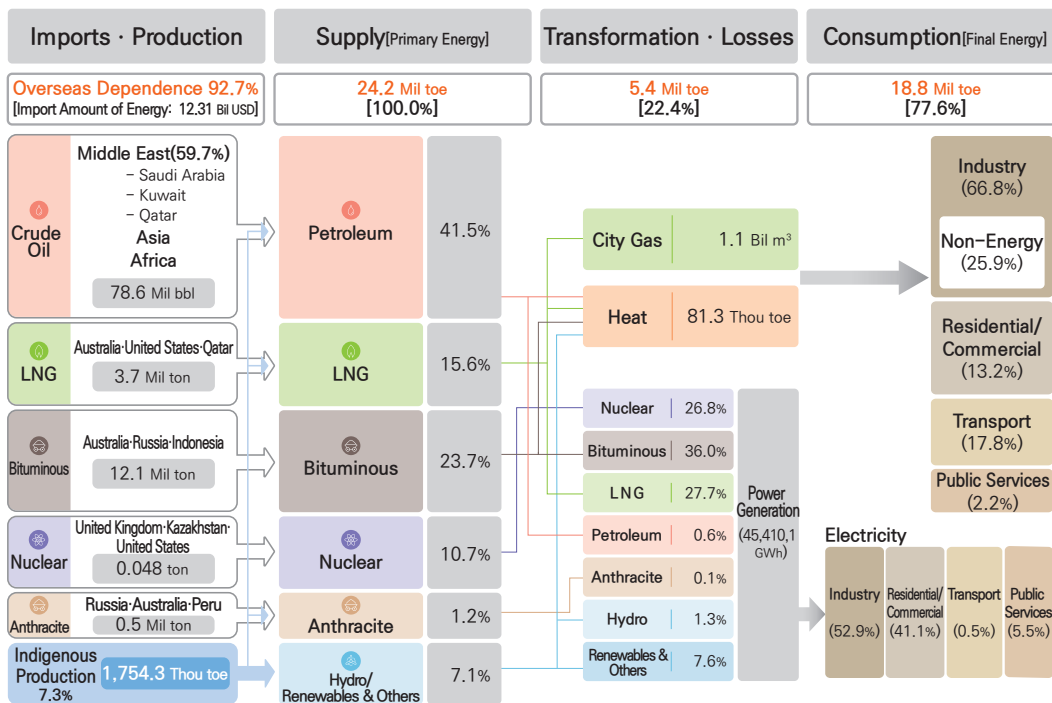 Imports · Production
Supply[Primary Energy]
Transformation · Losses
Consumption[Final Energy]
Overseas Dependence 92.7%
[Import Amount of Energy: 12.31 Bil USD]
24.2 Mil toe
[100.0%]
5.4 Mil toe
[22.4%]
18.8 Mil toe
[77.6%]
Crude
Oil
Middle East(59.7%)
- Saudi Arabia
- Kuwait
- Qatar
Asia
Africa
78.6 Mil bbl
LNG
Australia·United States·Qatar
3.7 Mil ton
Bituminous
Australia·Russia·Indonesia
12.1 Mil ton
Nuclear
United Kingdom·Kazakhstan·
United States
0.048 ton
Anthracite
Russia·Australia·Peru
0.5 Mil ton
Indigenous
Production
7.3%
1,754.3 Thou toe
Petroleum
41.5%
LNG
15.6%
Bituminous
23.7%
Nuclear
10.7%
Anthracite
1.2%
Hydro/
Renewables & Others
7.1%
City Gas
1.1 Bil m³
Heat
81.3 Thou toe
Nuclear
26.8%
Bituminous
36.0%
LNG
27.7%
Petroleum
0.6%
Anthracite
0.1%
Hydro
1.3%
Renewables &
Others
7.6%
Power
Generation
(45,410,1
GWh)
Industry
(66.8%)
Non-Energy
(25.9%)
Residential/
Commercial
(13.2%)
Transport
(17.8%)
Public Services
(2.2%)
Electricity
Industry
(52.9%)
Residential/
Commercial
(41.1%)
Transport
(0.5%)
Public
Services
(5.5%)